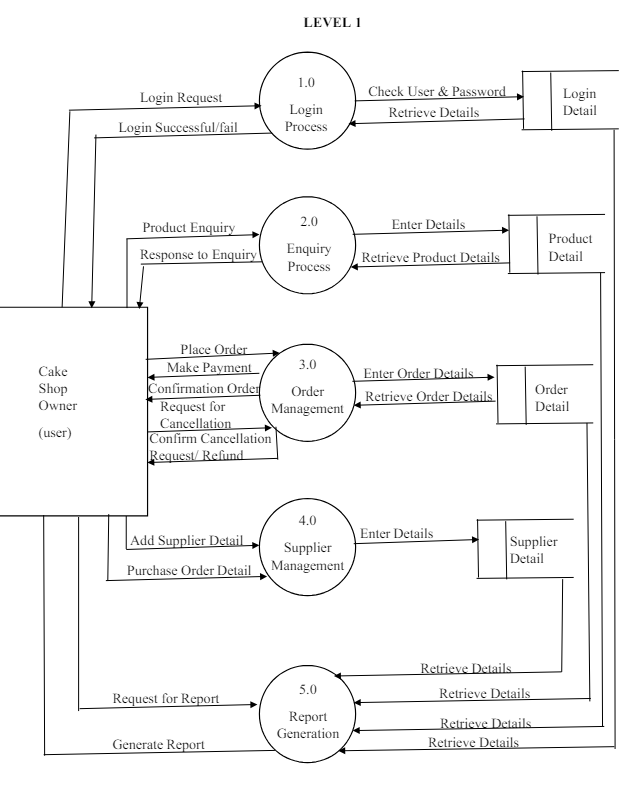 LEVEL 1
1.0
Login
Process
Login Request
Login Successful/fail
Check User & Password
Retrieve Details
Login
Detail
2.0
Enquiry
Process
Product Enquiry
Response to Enquiry
Enter Details
Retrieve Product Details
Product
Detail
Cake
Shop
Owner
(user)
Place Order
Make Payment
Confirmation Order
Request for
Cancellation
Confirm Cancellation
Request/ Refund
3.0
Order
Management
Enter Order Details
Retrieve Order Details
Order
Detail
4.0
Supplier
Management
Add Supplier Detail
Purchase Order Detail
Enter Details
Supplier
Detail
5.0
Report
Generation
Request for Report
Generate Report
Retrieve Details
Retrieve Details
Retrieve Details
Retrieve Details